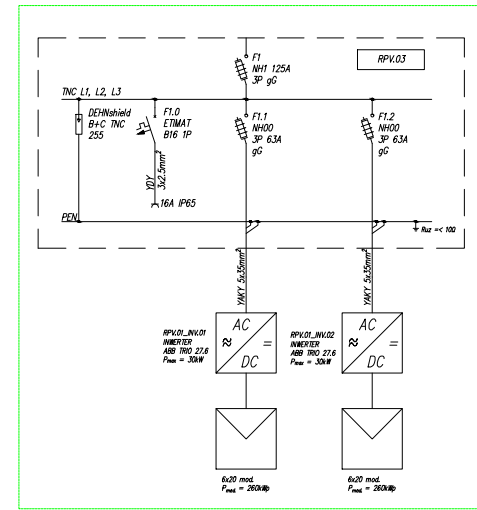 F1
NH1 125A
3P gG
RPV.03
TNC L1, L2, L3
DEHNshield
B+C TNC
255
F1.0
ETIMAT
B16 1P
F1.1
NH00
3P 63A
gG
F1.2
NH00
3P 63A
gG
YDY
3x2.5mm²
16A IP65
PEN
Ruz =< 10Ω
YAKY 5x35mm²
YAKY 5x35mm²
RPV.01_INV.01
INWERTER
ABB TRIO 27.6
Pmax = 30kW
AC
≈
=
DC
RPV.01_INV.02
INWERTER
ABB TRIO 27.6
Pmax = 30kW
AC
≈
=
DC
6x20 mod.
Pmod. = 260kWp
6x20 mod.
Pmod. = 260kWp